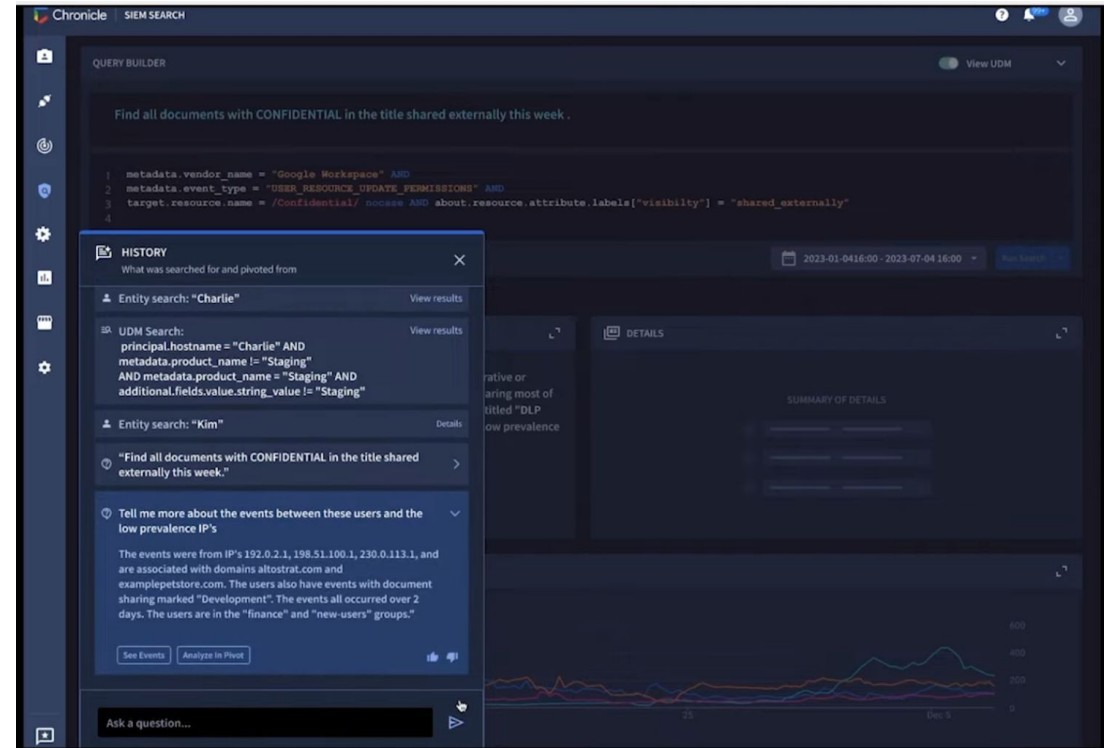 Chronicle SIEM SEARCH
99+
QUERY BUILDER
View UDM
Find all documents with CONFIDENTIAL in the title shared externally this week .
1 metadata.vendor_name = "Google Workspace" AND
2 metadata.event_type = "USER_RESOURCE_UPDATE_PERMISSIONS" AND
3 target.resource.name = /Confidential/ nocase AND about.resource.attribute.labels["visibilty"] = "shared_externally"
4
2023-01-0416:00 - 2023-07-04 16:00
Run Search
HISTORY
What was searched for and pivoted from
Entity search: "Charlie"
View results
UDM Search:
View results
principal.hostname = "Charlie" AND
metadata.product_name != "Staging"
AND metadata.product_name = "Staging" AND
additional.fields.value.string_value != "Staging"
Entity search: "Kim"
Details
"Find all documents with CONFIDENTIAL in the title shared
externally this week."
Tell me more about the events between these users and the
low prevalence IP's
The events were from IP's 192.0.2.1, 198.51.100.1, 230.0.113.1, and
are associated with domains altostrat.com and
examplepetstore.com. The users also have events with document
sharing marked "Development". The events all occurred over 2
days. The users are in the "finance" and "new-users" groups."
See Events
Analyze in Pivot
Ask a question...
rative or
aring most of
titled "DLP
ow prevalence
DETAILS
SUMMARY OF DETAILS
600
400
200
0
25
Dec 5